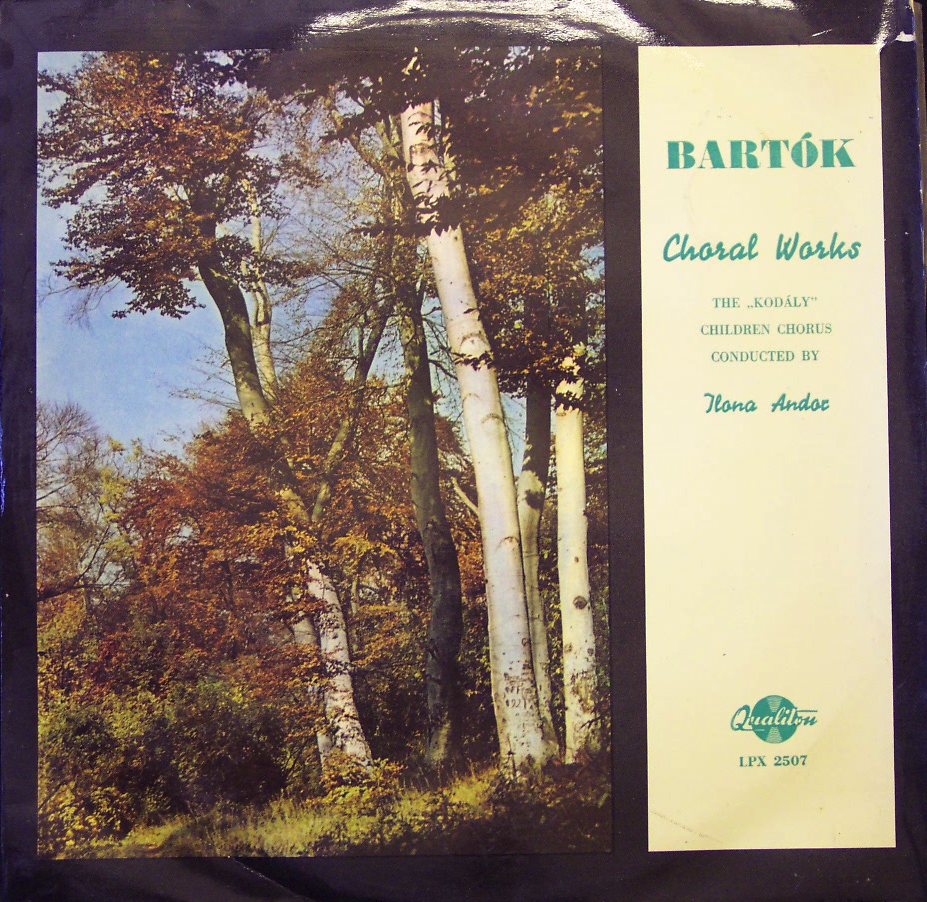 BARTÓK
Choral Works
THE „KODÁLY”
CHILDREN CHORUS
CONDUCTED BY
Ilona Andor
Qualiton
LPX 2507